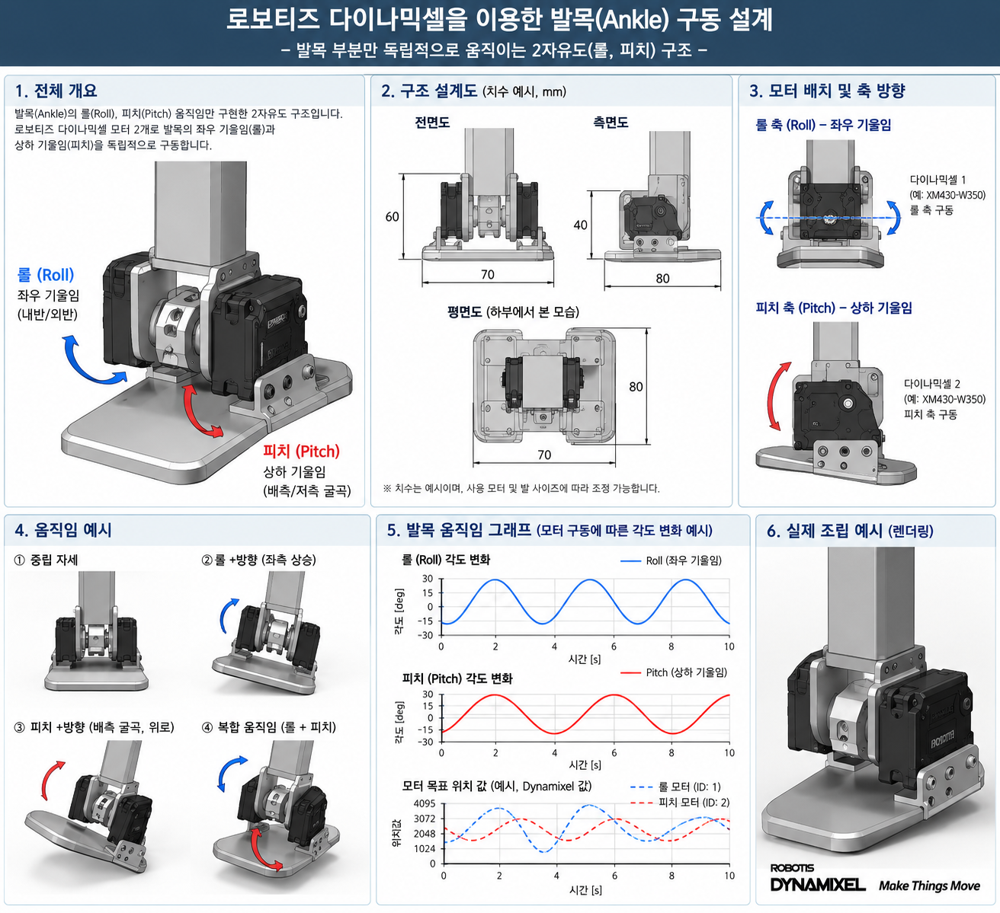 로보티즈 다이나믹셀을 이용한 발목(Ankle) 구동 설계
– 발목 부분만 독립적으로 움직이는 2자유도(롤, 피치) 구조 –
1. 전체 개요
발목(Ankle)의 롤(Roll), 피치(Pitch) 움직임만 구현한 2자유도 구조입니다.
로보티즈 다이나믹셀 모터 2개로 발목의 좌우 기울임(롤)과
상하 기울임(피치)을 독립적으로 구동합니다.
롤 (Roll)
좌우 기울임
(내반/외반)
피치 (Pitch)
상하 기울임
(배측/저측 굴곡)
2. 구조 설계도 (치수 예시, mm)
전면도
측면도
60
70
40
80
평면도 (하부에서 본 모습)
80
70
※ 치수는 예시이며, 사용 모터 및 발 사이즈에 따라 조정 가능합니다.
3. 모터 배치 및 축 방향
롤 축 (Roll) – 좌우 기울임
다이나믹셀 1
(예: XM430-W350)
롤 축 구동
피치 축 (Pitch) – 상하 기울임
다이나믹셀 2
(예: XM430-W350)
피치 축 구동
4. 움직임 예시
① 중립 자세
② 롤 +방향 (좌측 상승)
③ 피치 +방향 (배측 굴곡, 위로)
④ 복합 움직임 (롤 + 피치)
5. 발목 움직임 그래프 (모터 구동에 따른 각도 변화 예시)
롤 (Roll) 각도 변화
Roll (좌우 기울임)
각도 [deg]
30
15
0
-15
-30
0 2 4 6 8 10
시간 [s]
피치 (Pitch) 각도 변화
Pitch (상하 기울임)
각도 [deg]
30
15
0
-15
-30
0 2 4 6 8 10
시간 [s]
모터 목표 위치 값 (예시, Dynamixel 값)
롤 모터 (ID: 1)
피치 모터 (ID: 2)
위치값
4095
3072
2048
1024
0
0 2 4 6 8 10
시간 [s]
6. 실제 조립 예시 (렌더링)
ROBOTIS
DYNAMIXEL Make Things Move